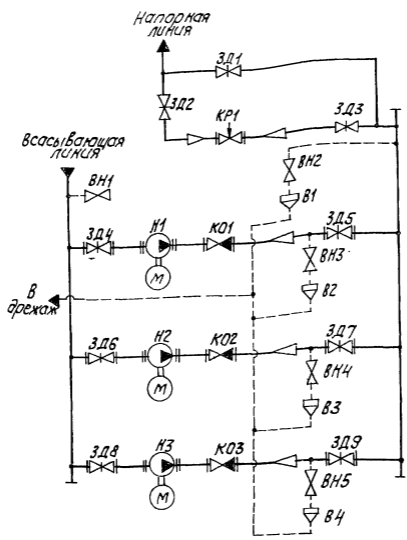 Напорная
линия
ЗД1
ЗД2
КР1
ЗД3
Всасывающая
линия
ВН1
ВН2
В1
ЗД4
Н1
КО1
ЗД5
ВН3
М
В2
В
дрежаж
ЗД6
Н2
КО2
ЗД7
ВН4
М
В3
ЗД8
Н3
КО3
ЗД9
ВН5
М
В4